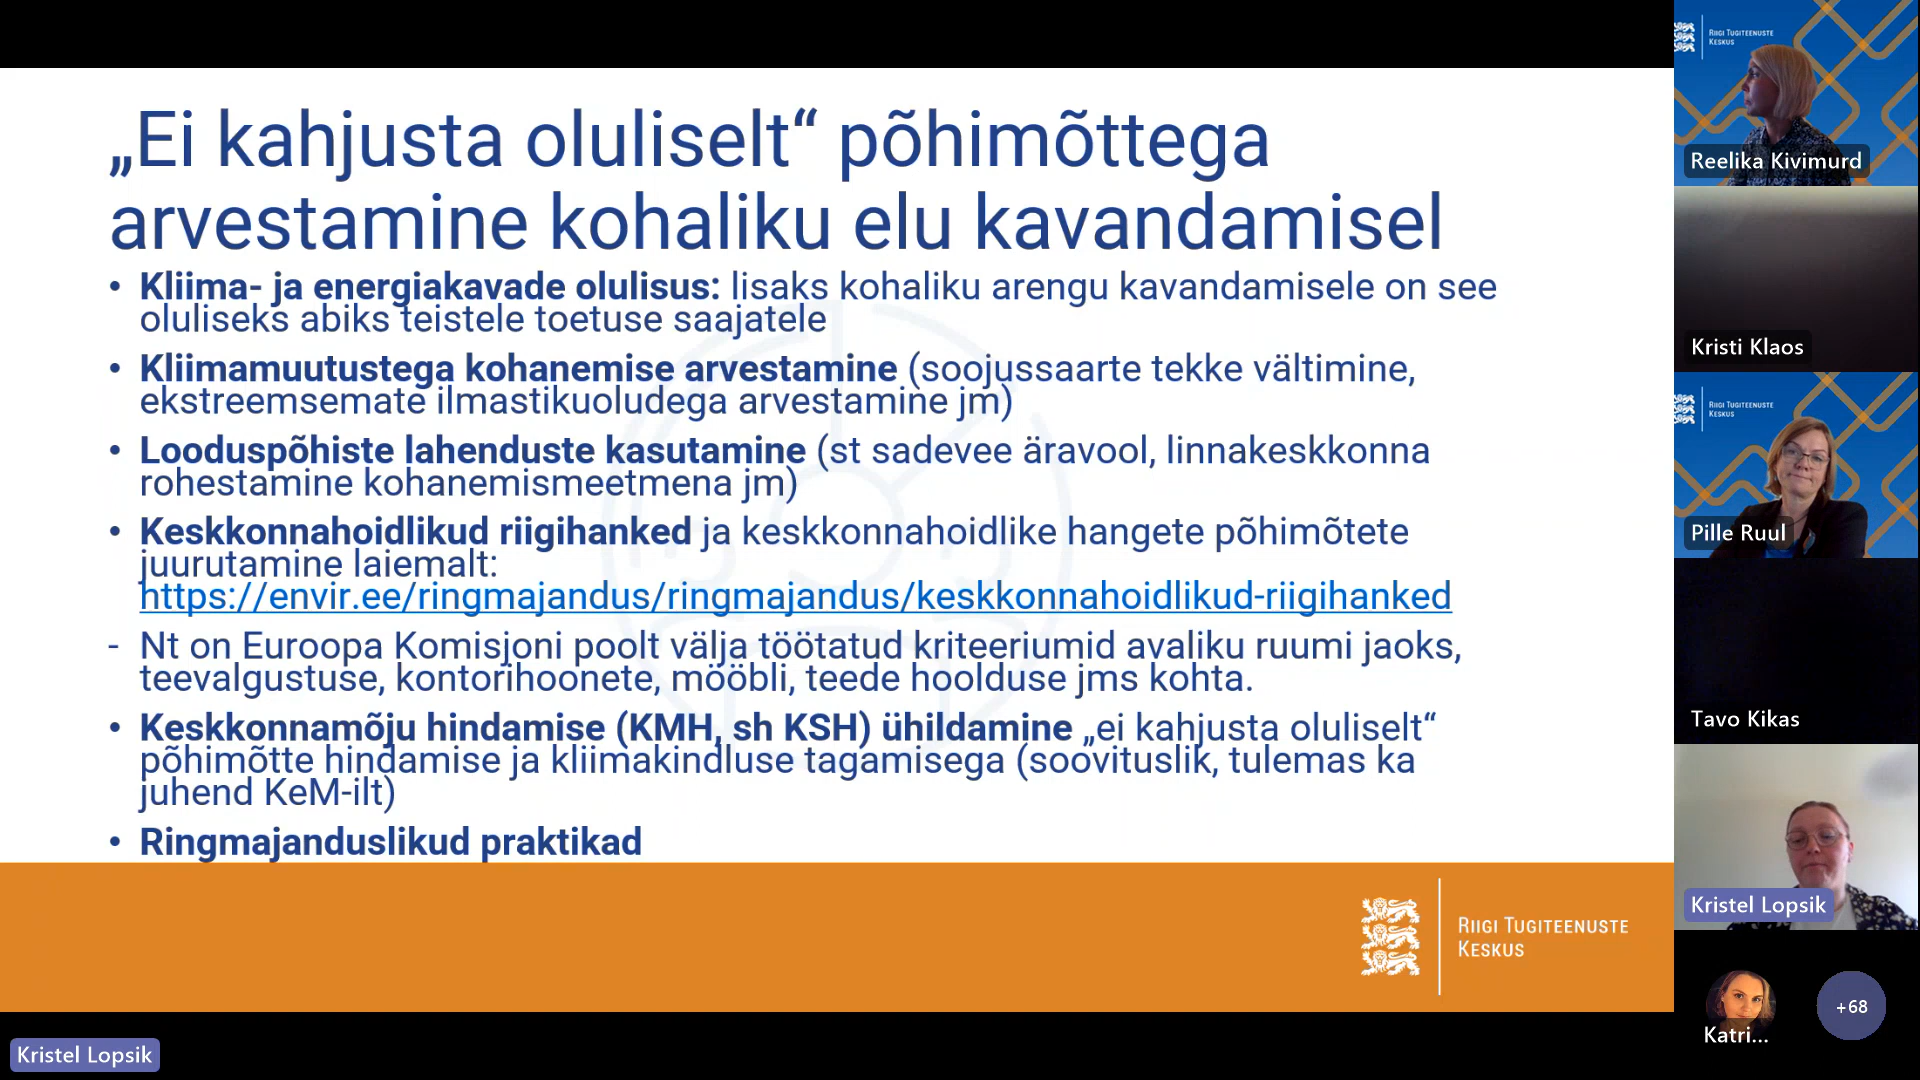 „Ei kahjusta oluliselt“ põhimõttega
arvestamine kohaliku elu kavandamisel
• Kliima- ja energiakavade olulisus: lisaks kohaliku arengu kavandamisele on see
oluliseks abiks teistele toetuse saajatele
• Kliimamuutustega kohanemise arvestamine (soojussaarte tekke vältimine,
ekstreemsemate ilmastikuoludega arvestamine jm)
• Looduspõhiste lahenduste kasutamine (st sadevee äravool, linnakeskkonna
rohestamine kohanemismeetmena jm)
• Keskkonnahoidlikud riigihanked ja keskkonnahoidlike hangete põhimõtete
juurutamine laiemalt:
https://envir.ee/ringmajandus/ringmajandus/keskkonnahoidlikud-riigihanked
- Nt on Euroopa Komisjoni poolt välja töötatud kriteeriumid avaliku ruumi jaoks,
teevalgustuse, kontorihoonete, mööbli, teede hoolduse jms kohta.
• Keskkonnamõju hindamise (KMH, sh KSH) ühildamine „ei kahjusta oluliselt“
põhimõtte hindamise ja kliimakindluse tagamisega (soovituslik, tulemas ka
juhend KeM-ilt)
• Ringmajanduslikud praktikad
RIIGI TUGITEENUSTE
KESKUS
Kristel Lopsik
RIIGI TUGITEENUSTE
KESKUS
Reelika Kivimurd
Kristi Klaos
RIIGI TUGITEENUSTE
KESKUS
Pille Ruul
Tavo Kikas
Kristel Lopsik
Katri...
+68